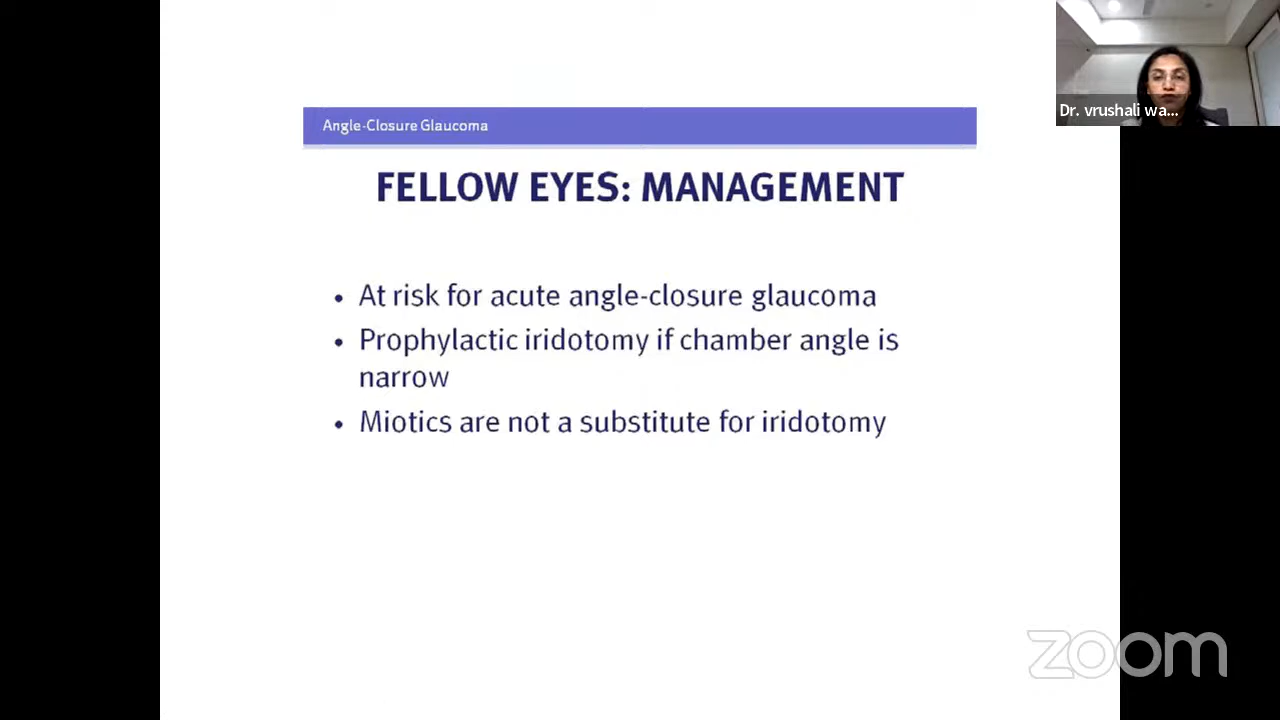 Angle-Closure Glaucoma
FELLOW EYES: MANAGEMENT
• At risk for acute angle-closure glaucoma
• Prophylactic iridotomy if chamber angle is
narrow
• Miotics are not a substitute for iridotomy
Dr. vrushali wa...
zoom